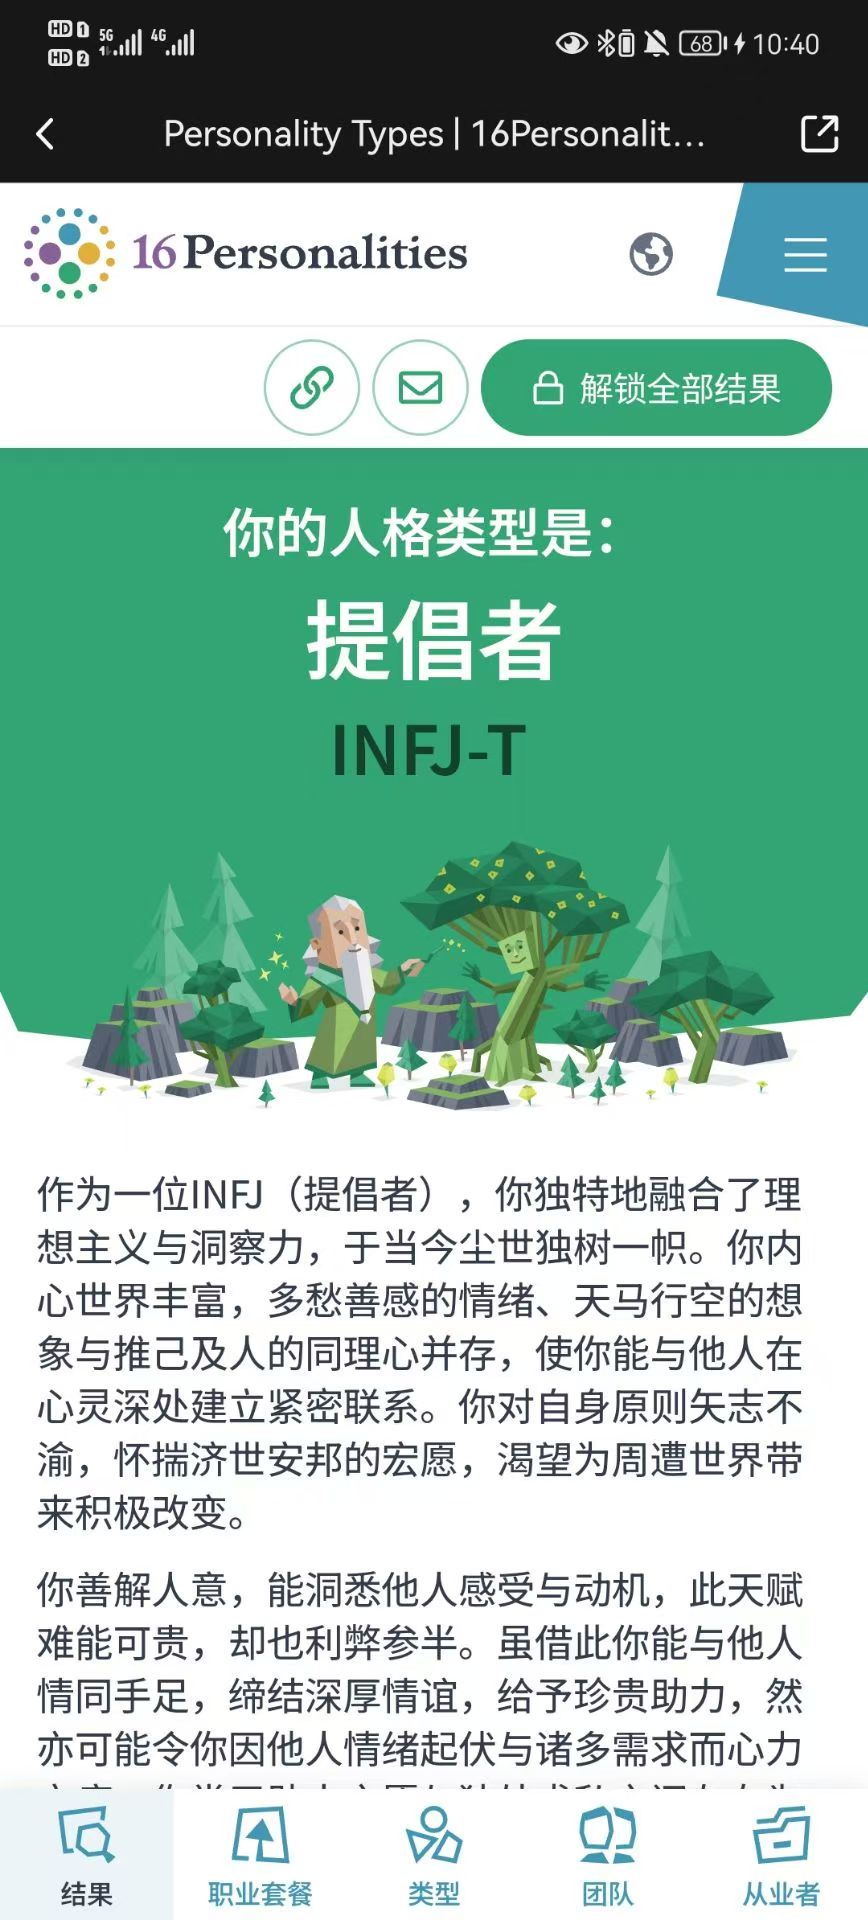 HD 1 5G 4G
HD 2
68 10:40
Personality Types | 16Personalit...
16Personalities
解锁全部结果
你的人格类型是：
提倡者
INFJ-T
作为一位INFJ（提倡者），你独特地融合了理
想主义与洞察力，于当今尘世独树一帜。你内
心世界丰富，多愁善感的情绪、天马行空的想
象与推己及人的同理心并存，使你能与他人在
心灵深处建立紧密联系。你对自身原则矢志不
渝，怀揣济世安邦的宏愿，渴望为周遭世界带
来积极改变。
你善解人意，能洞悉他人感受与动机，此天赋
难能可贵，却也利弊参半。虽借此你能与他人
情同手足，缔结深厚情谊，给予珍贵助力，然
亦可能令你因他人情绪起伏与诸多需求而心力
结果
职业套餐
类型
团队
从业者